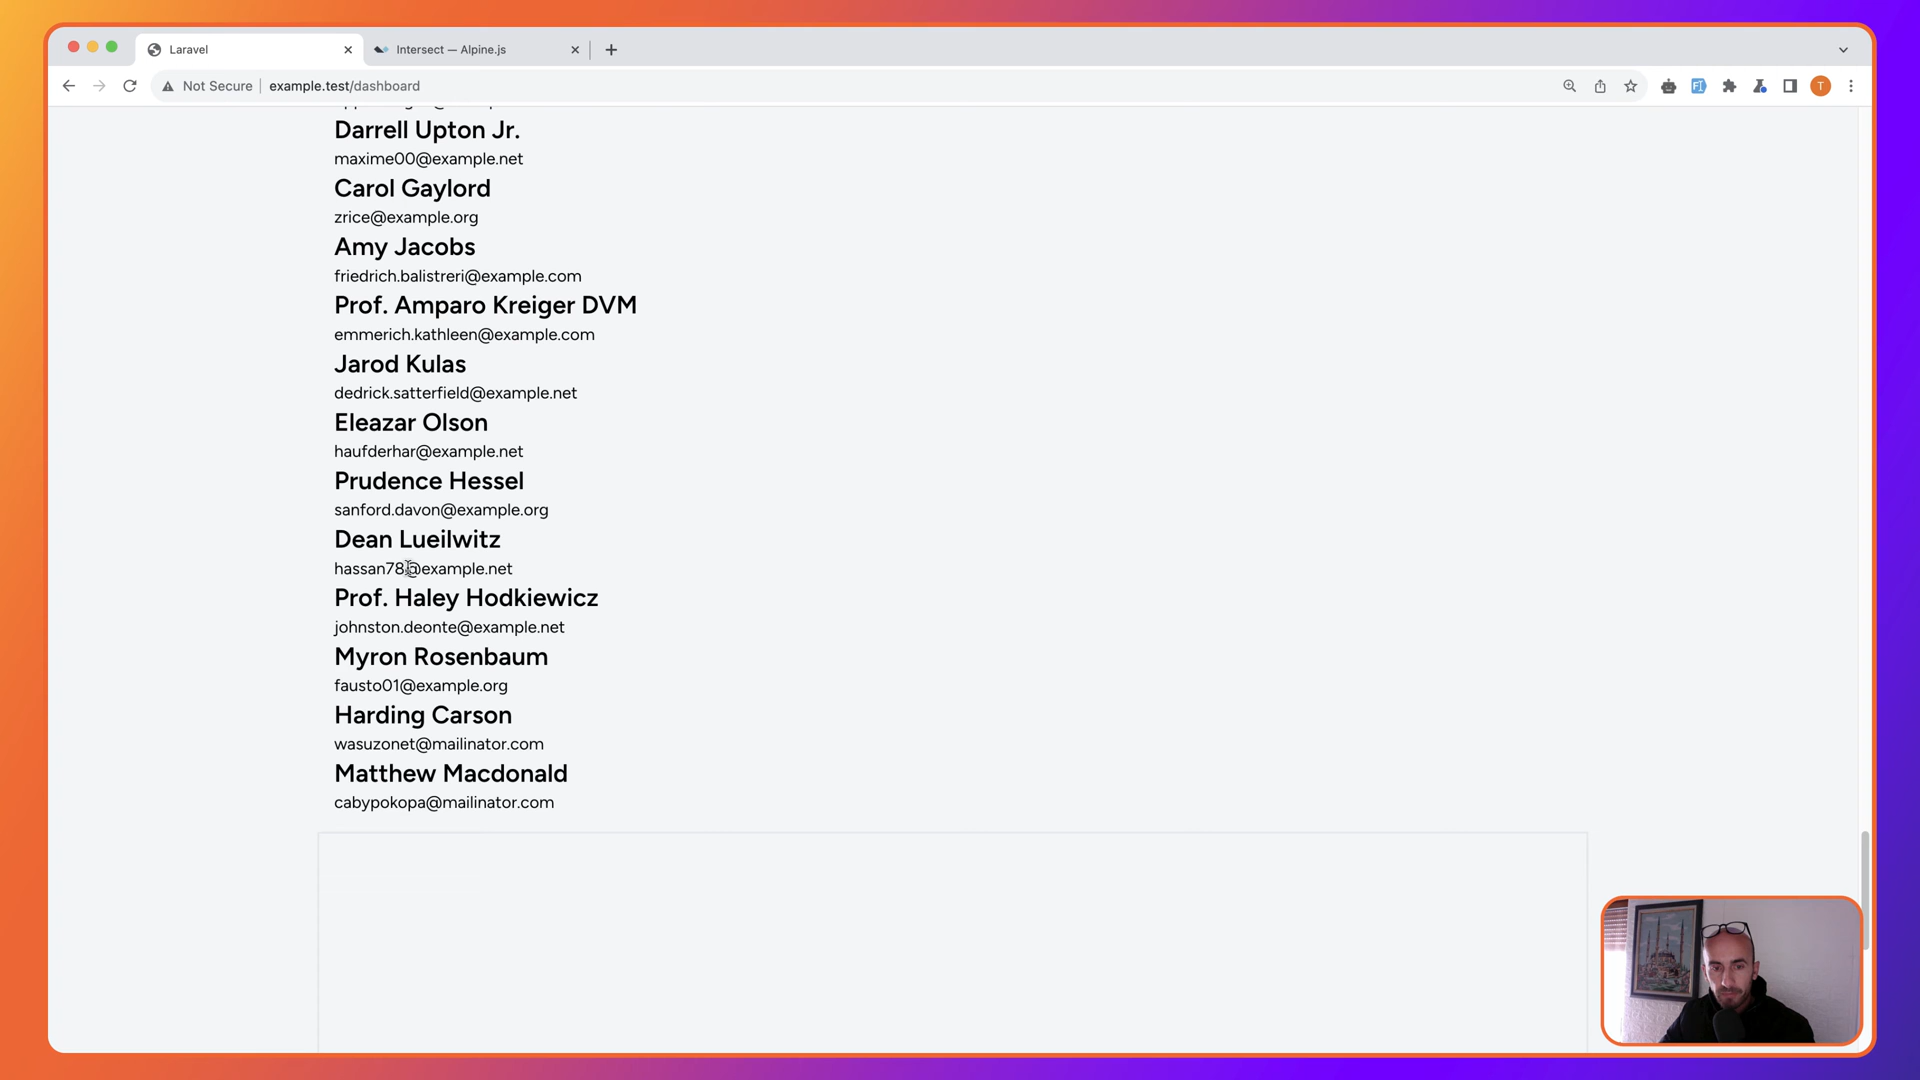 Laravel
Intersect — Alpine.js
Not Secure
example.test/dashboard
T
Darrell Upton Jr.
maxime00@example.net
Carol Gaylord
zrice@example.org
Amy Jacobs
friedrich.balistreri@example.com
Prof. Amparo Kreiger DVM
emmerich.kathleen@example.com
Jarod Kulas
dedrick.satterfield@example.net
Eleazar Olson
haufderhar@example.net
Prudence Hessel
sanford.davon@example.org
Dean Lueilwitz
hassan78@example.net
Prof. Haley Hodkiewicz
johnston.deonte@example.net
Myron Rosenbaum
fausto01@example.org
Harding Carson
wasuzonet@mailinator.com
Matthew Macdonald
cabypokopa@mailinator.com